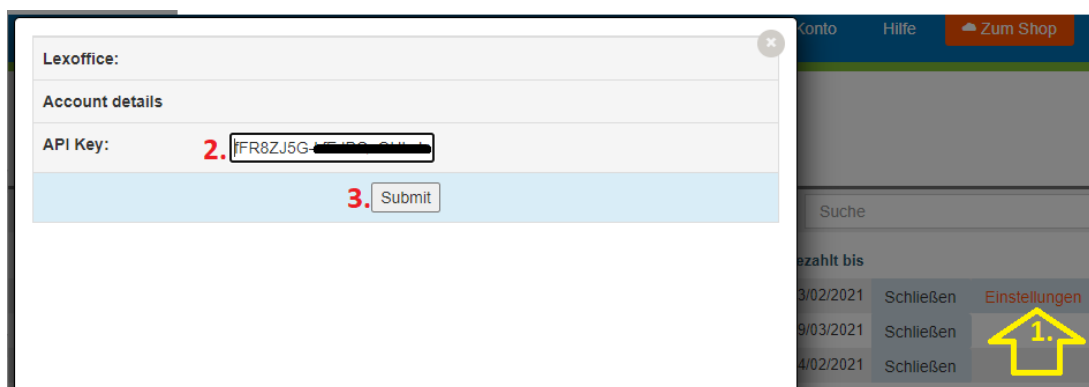 Konto Hilfe Zum Shop
Lexoffice:
Account details
API Key: 2. fFR8ZJ5G-
3. Submit
Suche
ezahlt bis
3/02/2021 Schließen Einstellungen
9/03/2021 Schließen 1.
4/02/2021 Schließen